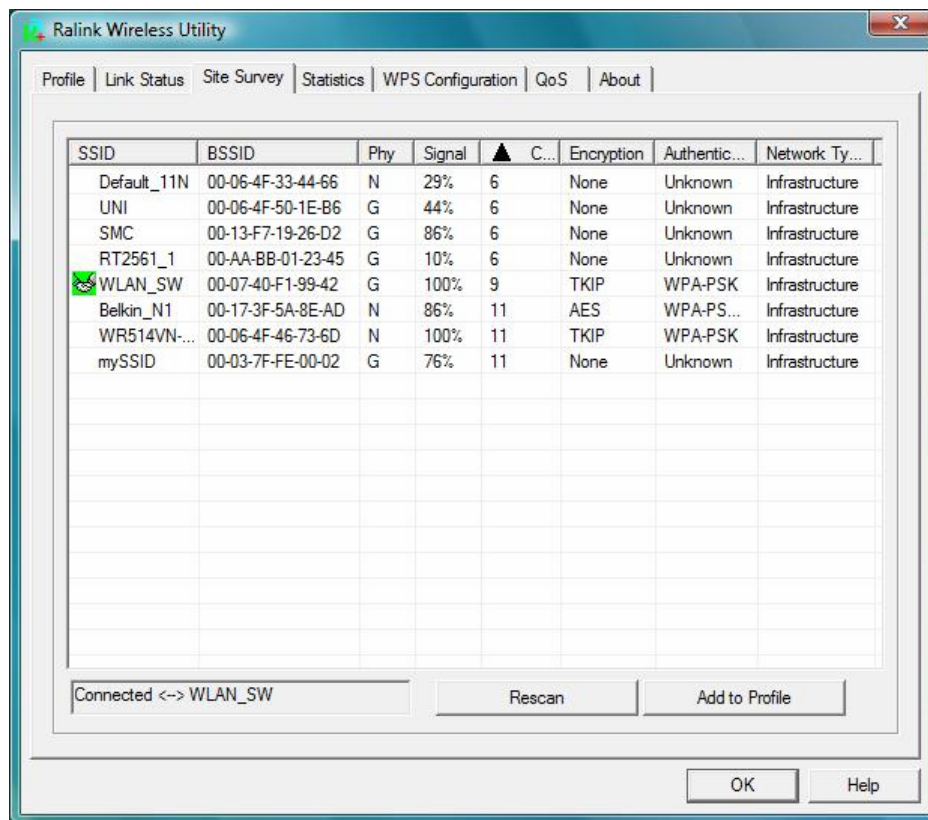 Ralink Wireless Utility
Profile Link Status Site Survey Statistics WPS Configuration QoS About
SSID BSSID Phy Signal C... Encryption Authentic... Network Ty...
Default_11N 00-06-4F-33-44-66 N 29% 6 None Unknown Infrastructure
UNI 00-06-4F-50-1E-B6 G 44% 6 None Unknown Infrastructure
SMC 00-13-F7-19-26-D2 G 86% 6 None Unknown Infrastructure
RT2561_1 00-AA-BB-01-23-45 G 10% 6 None Unknown Infrastructure
WLAN_SW 00-07-40-F1-99-42 G 100% 9 TKIP WPA-PSK Infrastructure
Belkin_N1 00-17-3F-5A-8E-AD N 86% 11 AES WPA-PS... Infrastructure
WR514VN-... 00-06-4F-46-73-6D N 100% 11 TKIP WPA-PSK Infrastructure
mySSID 00-03-7F-FE-00-02 G 76% 11 None Unknown Infrastructure
Connected <--> WLAN_SW Rescan Add to Profile
OK Help